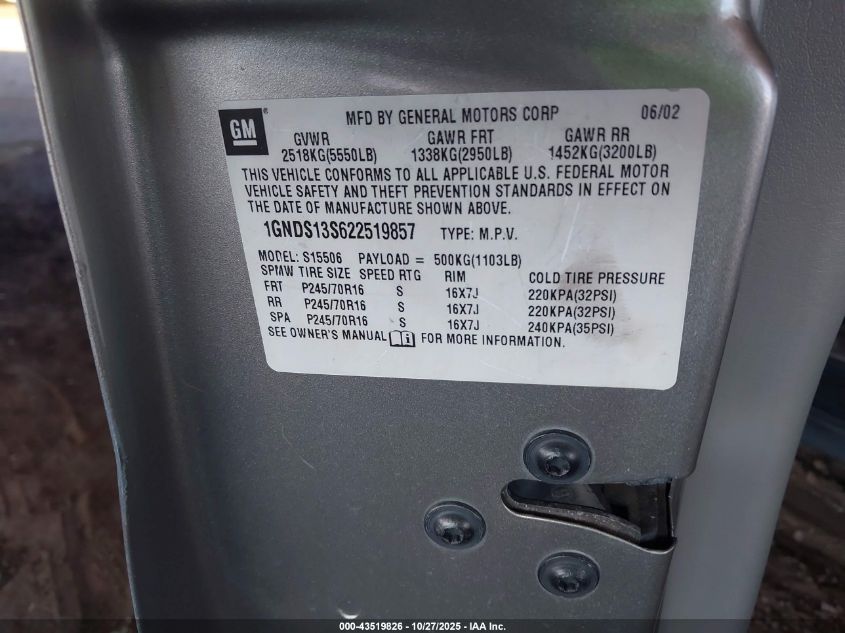 GM ® MFD BY GENERAL MOTORS CORP 06/02
GVWR GAWR FRT GAWR RR
2518KG(5550LB) 1338KG(2950LB) 1452KG(3200LB)
THIS VEHICLE CONFORMS TO ALL APPLICABLE U.S. FEDERAL MOTOR
VEHICLE SAFETY AND THEFT PREVENTION STANDARDS IN EFFECT ON
THE DATE OF MANUFACTURE SHOWN ABOVE.
1GNDS13S622519857 TYPE: M.P.V.
MODEL: S15506 PAYLOAD = 500KG(1103LB)
SPMW TIRE SIZE SPEED RTG RIM COLD TIRE PRESSURE
FRT P245/70R16 S 16X7J 220KPA(32PSI)
RR P245/70R16 S 16X7J 220KPA(32PSI)
SPA P245/70R16 S 16X7J 240KPA(35PSI)
SEE OWNER'S MANUAL FOR MORE INFORMATION.
000-43519826 - 10/27/2025 - IAA Inc.